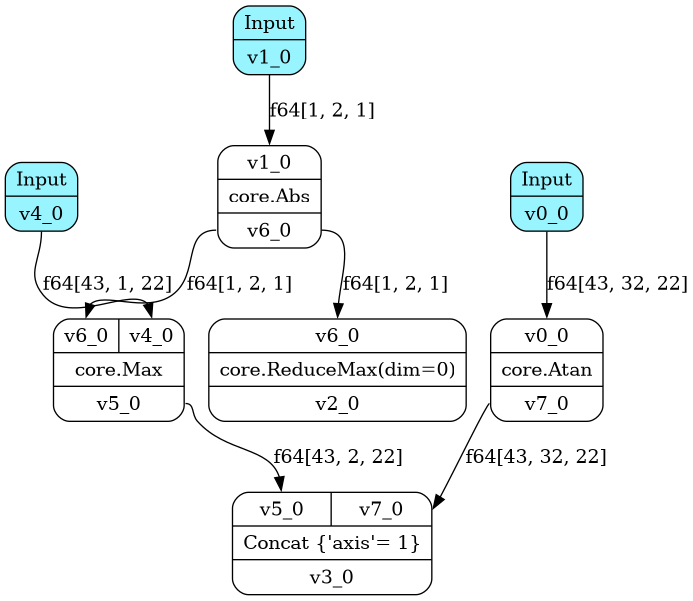 Input
v1_0
f64[1, 2, 1]
Input
v4_0
v1_0
core.Abs
v6_0
Input
v0_0
f64[43, 1, 22]
f64[1, 2, 1]
f64[1, 2, 1]
f64[43, 32, 22]
v6_0 v4_0
core.Max
v5_0
v6_0
core.ReduceMax(dim=0)
v2_0
v0_0
core.Atan
v7_0
f64[43, 2, 22]
f64[43, 32, 22]
v5_0 v7_0
Concat {'axis'= 1}
v3_0